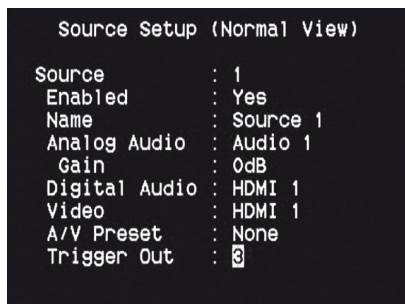 Source Setup (Normal View)
Source : 1
Enabled : Yes
Name : Source 1
Analog Audio : Audio 1
Gain : 0dB
Digital Audio : HDMI 1
Video : HDMI 1
A/V Preset : None
Trigger Out : 3